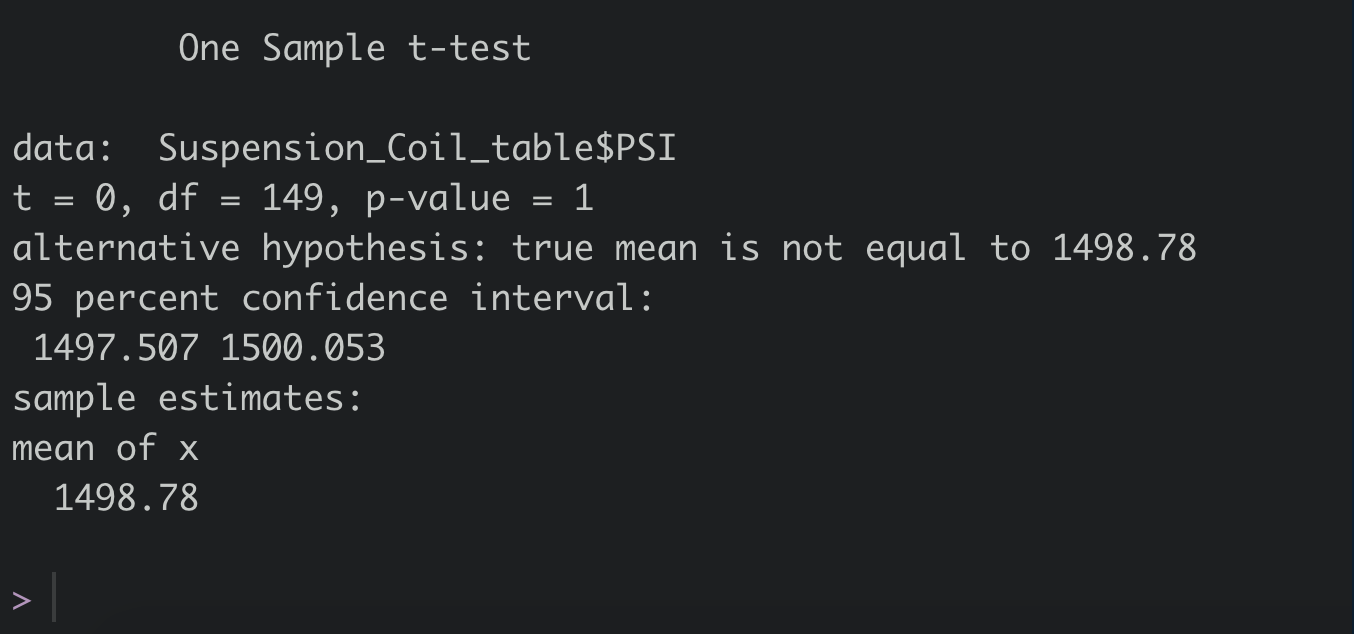 One Sample t-test
data:  Suspension_Coil_table$PSI
t = 0, df = 149, p-value = 1
alternative hypothesis: true mean is not equal to 1498.78
95 percent confidence interval:
 1497.507 1500.053
sample estimates:
mean of x
  1498.78
>